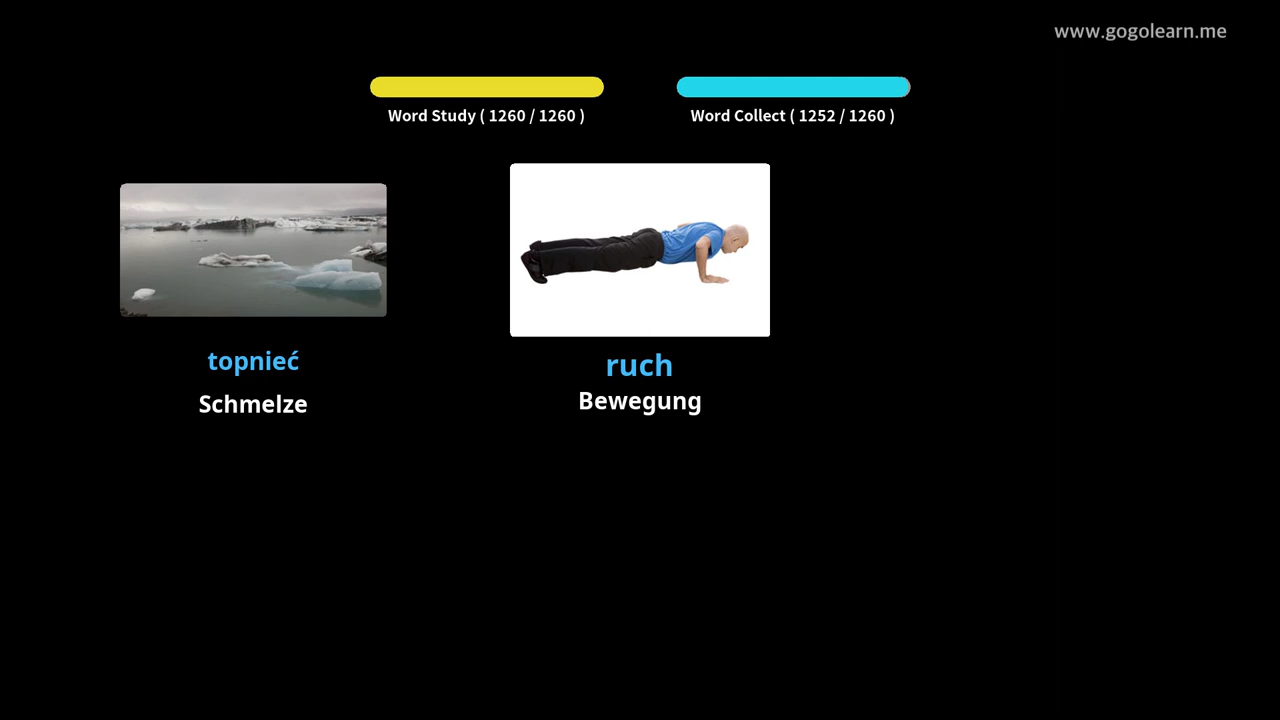 www.gogolearn.me
Word Study ( 1260 / 1260 )
Word Collect ( 1252 / 1260 )
topnieć
Schmelze
ruch
Bewegung